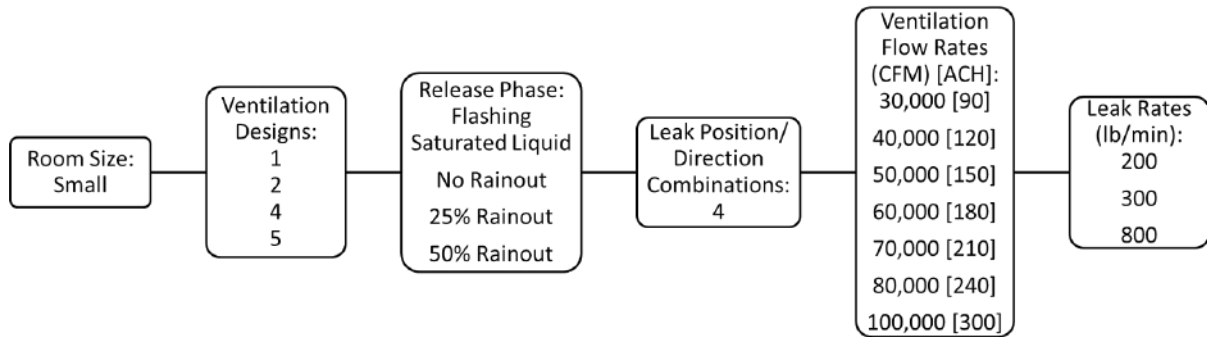 Room Size:
Small
Ventilation
Designs:
1
2
4
5
Release Phase:
Flashing
Saturated Liquid
No Rainout
25% Rainout
50% Rainout
Leak Position/
Direction
Combinations:
4
Ventilation
Flow Rates
(CFM) [ACH]:
30,000 [90]
40,000 [120]
50,000 [150]
60,000 [180]
70,000 [210]
80,000 [240]
100,000 [300]
Leak Rates
(lb/min):
200
300
800